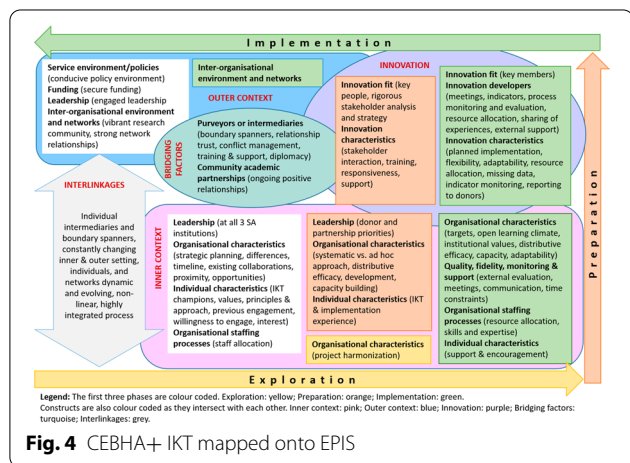 Implementation
Service environment/policies
(conducive policy environment)
Funding (secure funding)
Leadership (engaged leadership
Inter-organisational environment
and networks (vibrant research
community, strong network
relationships)
Inter-organisational
environment and networks
OUTER CONTEXT
INNOVATION
Innovation fit (key
people, rigorous
stakeholder analysis
and strategy
Innovation
characteristics
(stakeholder
interaction, training,
responsiveness,
support)
Innovation fit (key members)
Innovation developers
(meetings, indicators, process
monitoring and evaluation,
resource allocation, sharing of
experiences, external support)
Innovation characteristics
(planned implementation,
flexibility, adaptability, resource
allocation, missing data,
indicator monitoring, reporting
to donors)
BRIDGING
FACTORS
Purveyors or intermediaries
(boundary spanners, relationship
trust, conflict management,
training & support, diplomacy)
Community academic
partnerships (ongoing positive
relationships)
INTERLINKAGES
Individual
intermediaries and
boundary spanners,
constantly changing
inner & outer setting,
individuals, and
networks dynamic
and evolving, non-
linear, highly
integrated process
INNER CONTEXT
Leadership (at all 3 SA
institutions)
Organisational characteristics
(strategic planning, differences,
timeline, existing collaborations,
proximity, opportunities)
Individual characteristics (IKT
champions, values, principles &
approach, previous engagement,
willingness to engage, interest)
Organisational staffing
processes (staff allocation)
Leadership (donor and
partnership priorities)
Organisational characteristics
(systematic vs. ad hoc
approach, distributive
efficacy, development,
capacity building)
Individual characteristics (IKT
& implementation
experience)
Organisational characteristics
(project harmonization)
Organisational characteristics
(targets, open learning climate,
institutional values, distributive
efficacy, capacity, adaptability)
Quality, fidelity, monitoring &
support (external evaluation,
meetings, communication, time
constraints)
Organisational staffing
processes (resource allocation,
skills and expertise)
Individual characteristics
(support & encouragement)
Preparation
Exploration
Legend: The first three phases are colour coded. Exploration: yellow; Preparation: orange; Implementation: green.
Constructs are also colour coded as they intersect with each other. Inner context: pink; Outer context: blue; Innovation: purple; Bridging factors:
turquoise; Interlinkages: grey.
Fig. 4 CEBHA+ IKT mapped onto EPIS